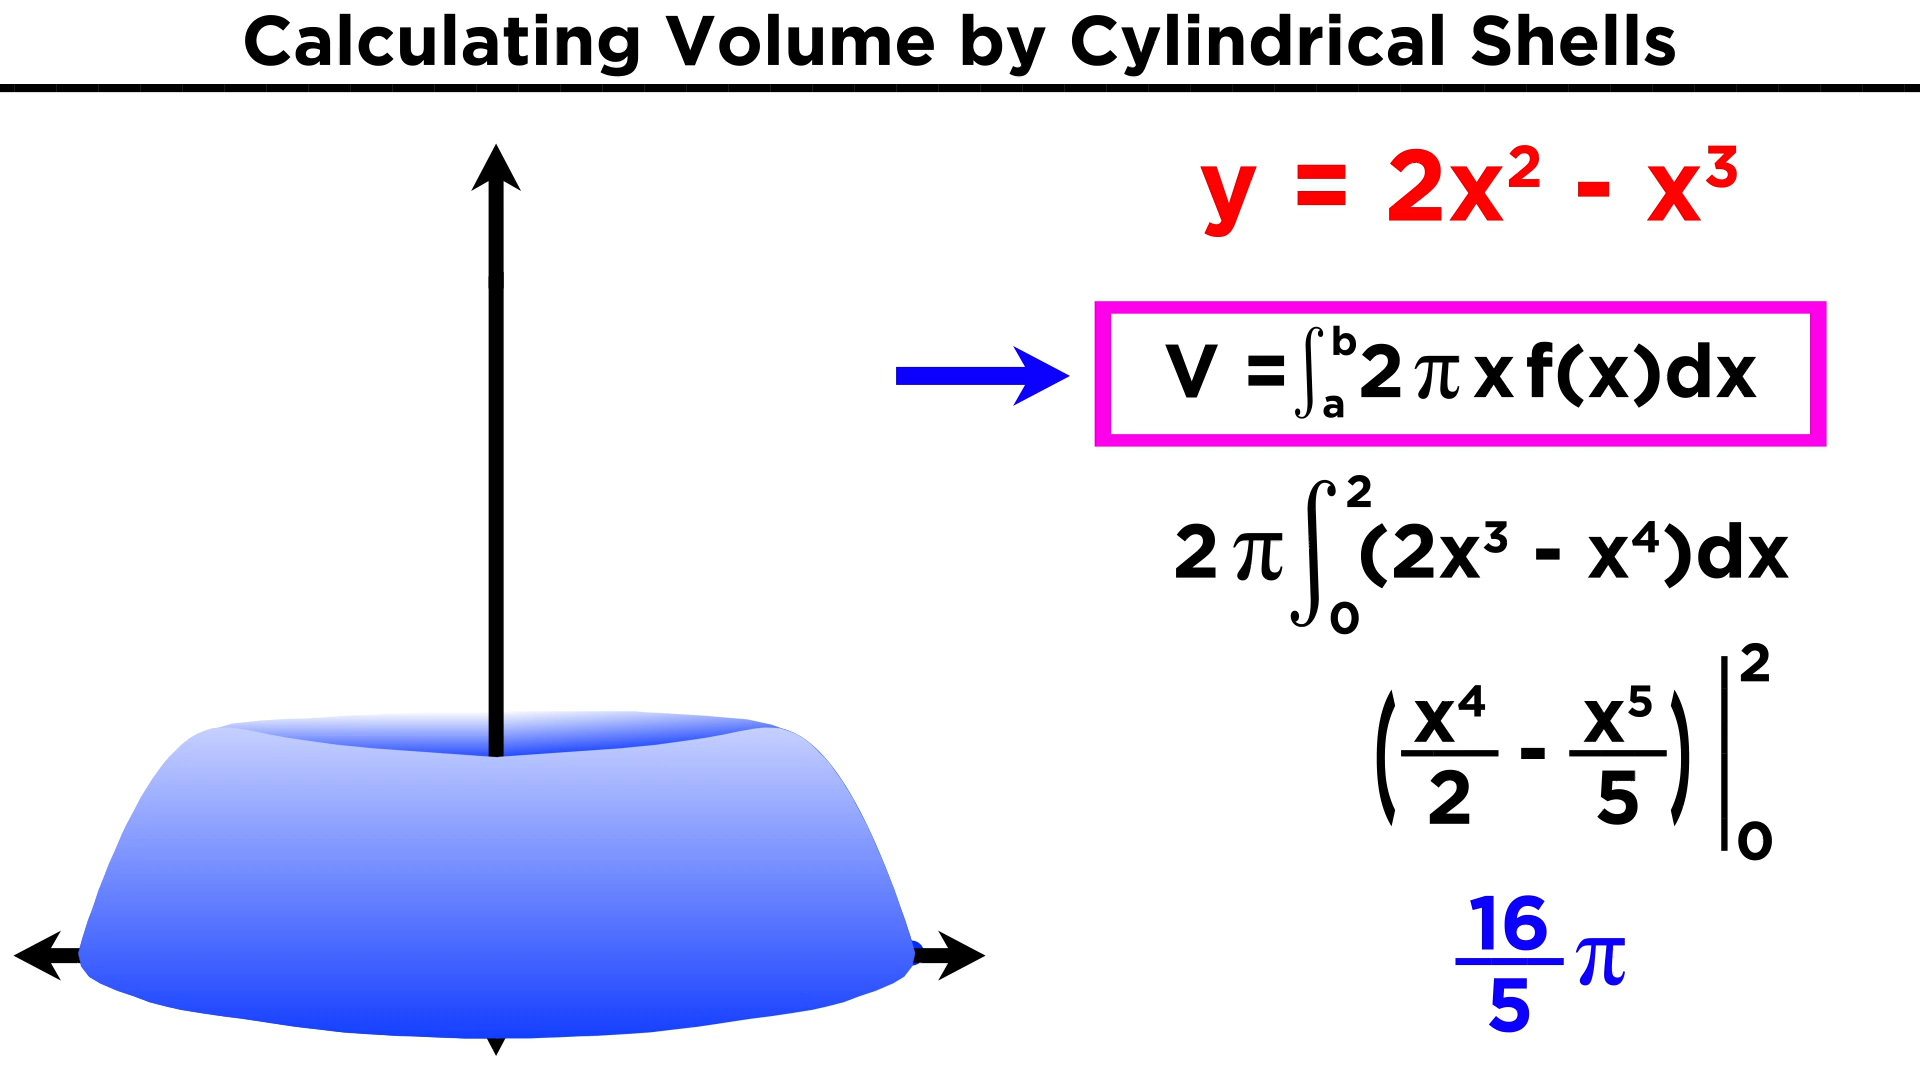 Calculating Volume by Cylindrical Shells
y = 2x² - x³
V = ∫ₐᵇ 2πxf(x)dx
2π∫₀² (2x³ - x⁴)dx
(x⁴/2 - x⁵/5) |₀²
16/5 π